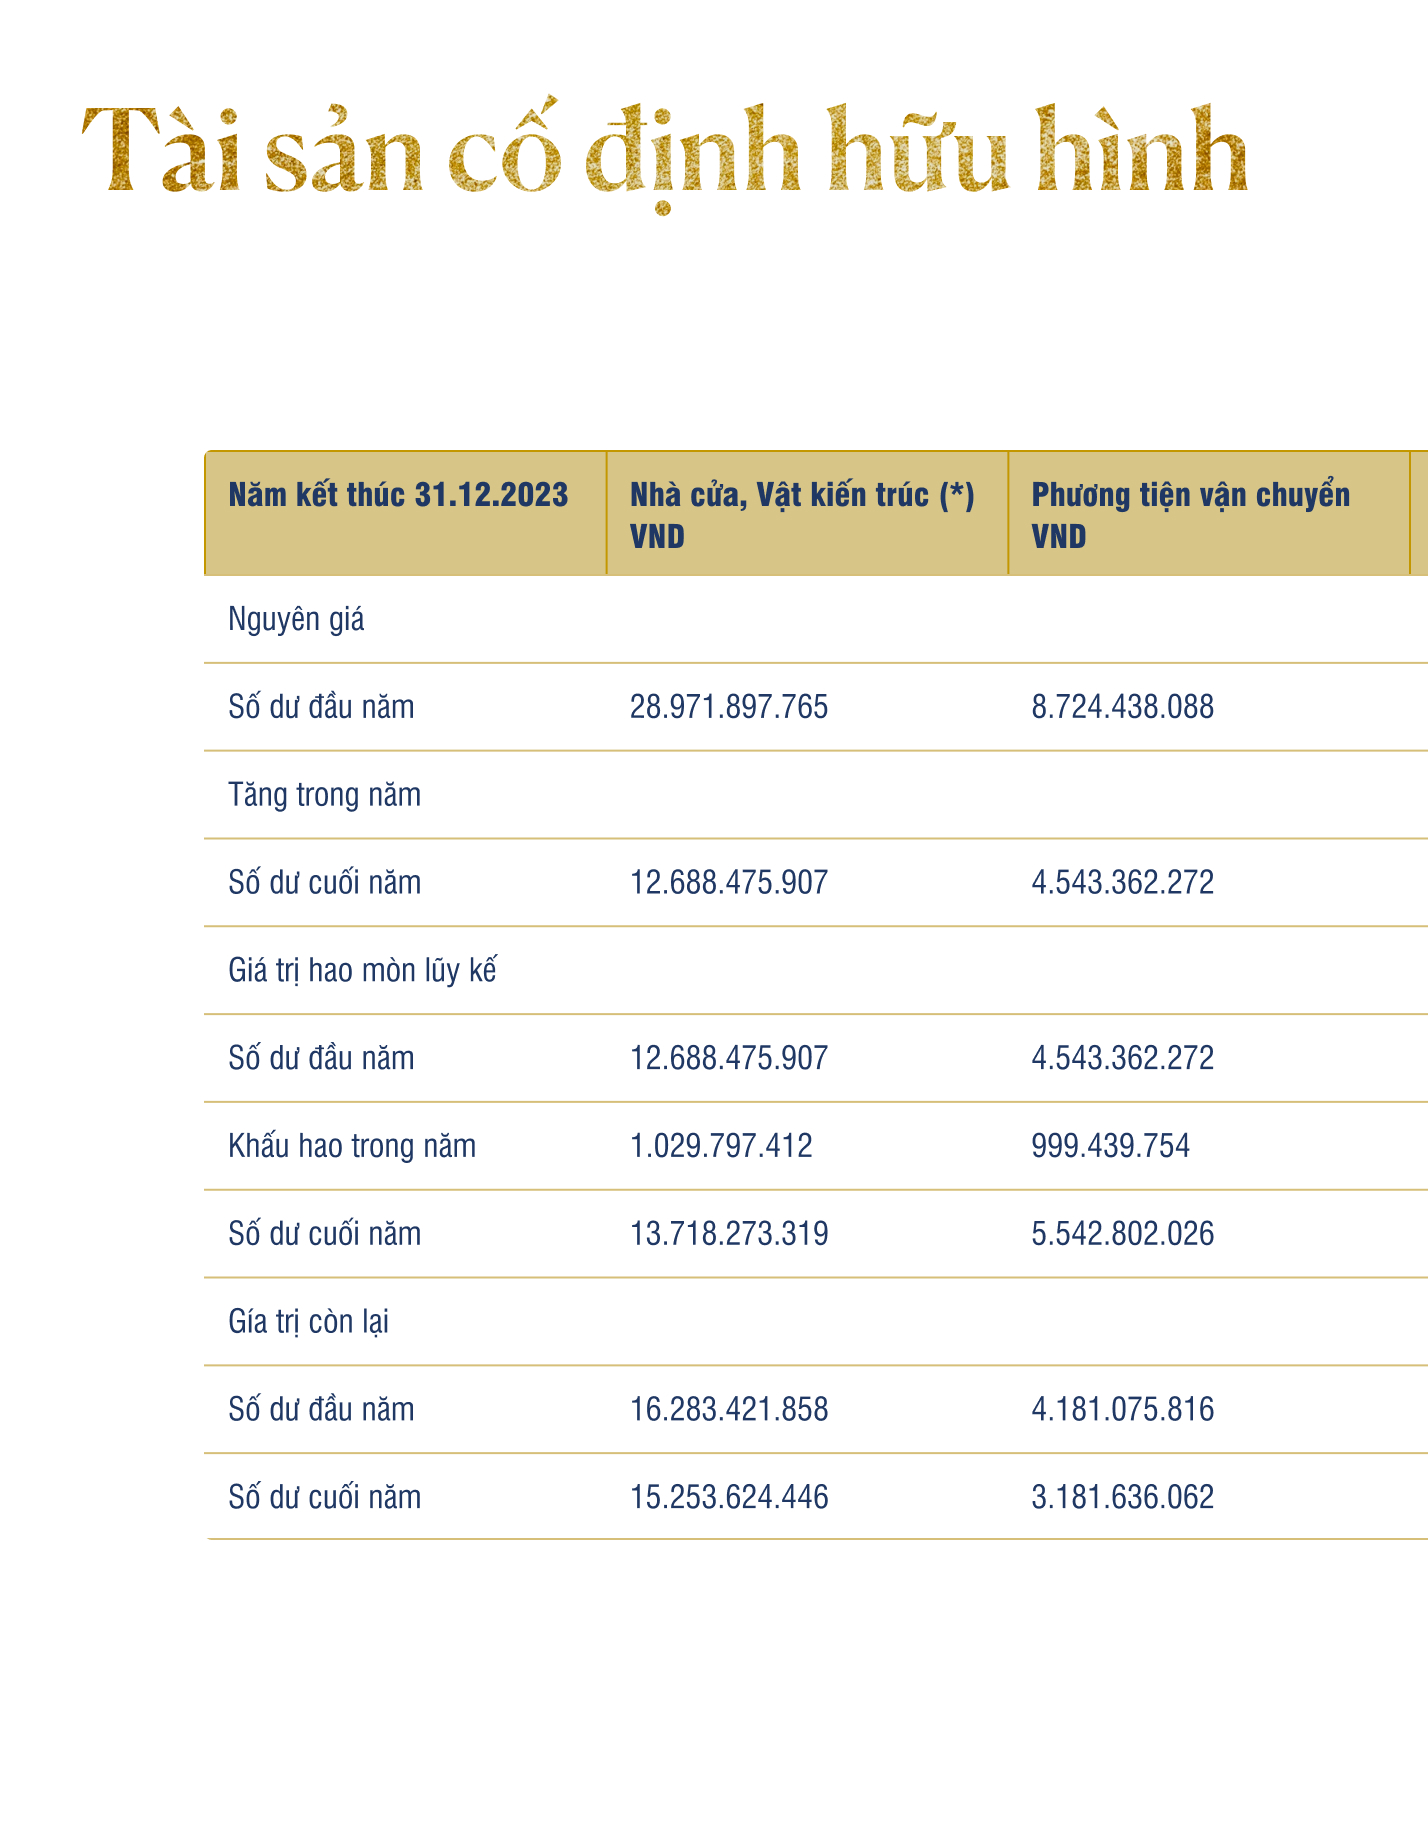 Tài sản cố định hữu hình
Năm kết thúc 31.12.2023 Nhà cửa, Vật kiến trúc (*) Phương tiện vận chuyển
VND VND
Nguyên giá
Số dư đầu năm 28.971.897.765 8.724.438.088
Tăng trong năm
Số dư cuối năm 12.688.475.907 4.543.362.272
Giá trị hao mòn lũy kế
Số dư đầu năm 12.688.475.907 4.543.362.272
Khấu hao trong năm 1.029.797.412 999.439.754
Số dư cuối năm 13.718.273.319 5.542.802.026
Gía trị còn lại
Số dư đầu năm 16.283.421.858 4.181.075.816
Số dư cuối năm 15.253.624.446 3.181.636.062